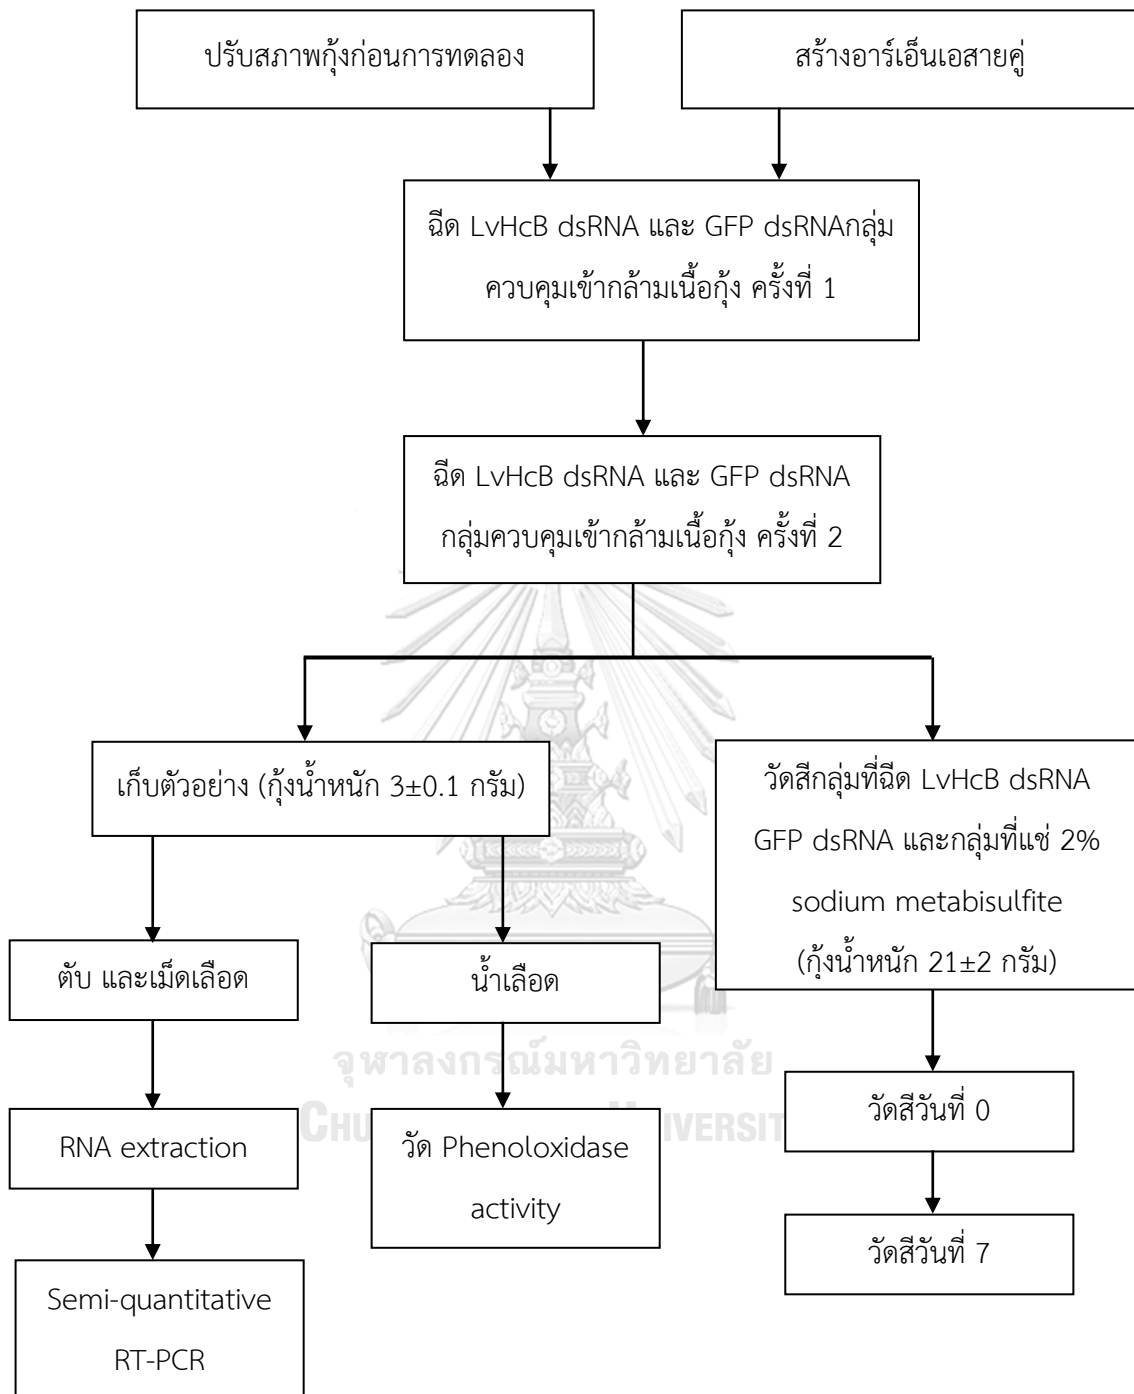 ปรับสภาพกุ้งก่อนการทดลอง
สร้างอาร์เอ็นเอสายคู่
ฉีด LvHcB dsRNA และ GFP dsRNAกลุ่ม
ควบคุมเข้ากล้ามเนื้อกุ้ง ครั้งที่ 1
ฉีด LvHcB dsRNA และ GFP dsRNA
กลุ่มควบคุมเข้ากล้ามเนื้อกุ้ง ครั้งที่ 2
เก็บตัวอย่าง (กุ้งน้ำหนัก 3±0.1 กรัม)
วัดสีกลุ่มที่ฉีด LvHcB dsRNA
GFP dsRNA และกลุ่มที่แช่ 2%
sodium metabisulfite
(กุ้งน้ำหนัก 21±2 กรัม)
ตับ และเม็ดเลือด
น้ำเลือด
จุฬาลงกรณ์มหาวิทยาลัย
RNA extraction
วัด Phenoloxidase
activity
วัดสีวันที่ 0
วัดสีวันที่ 7
Semi-quantitative
RT-PCR